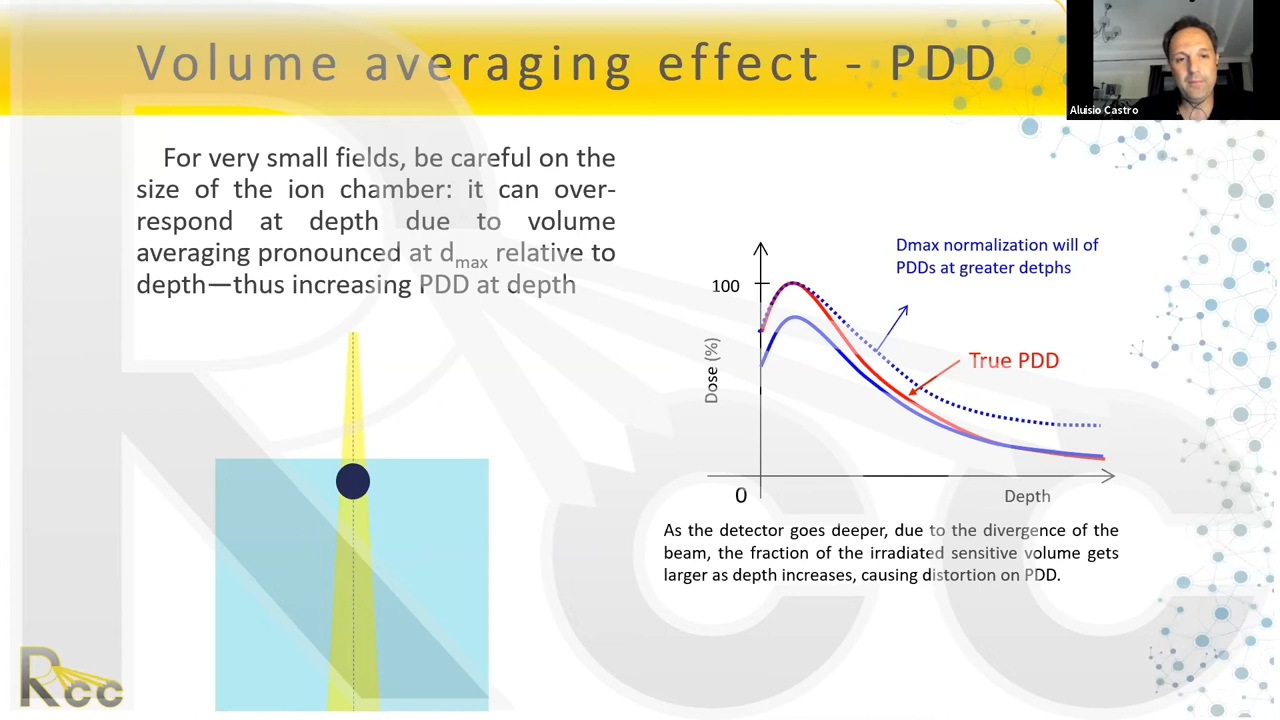 Volume averaging effect - PDD
Aluisio Castro
For very small fields, be careful on the
size of the ion chamber: it can over-
respond at depth due to volume
averaging pronounced at dmax relative to
depth—thus increasing PDD at depth
Dmax normalization will of
PDDs at greater detphs
100
True PDD
Dose (%)
0
Depth
As the detector goes deeper, due to the divergence of the
beam, the fraction of the irradiated sensitive volume gets
larger as depth increases, causing distortion on PDD.
Rcc